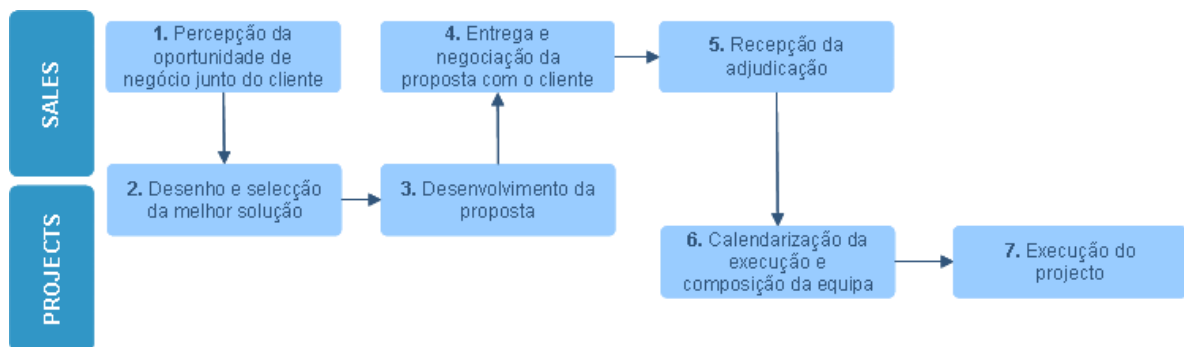 SALES
1. Percepção da
oportunidade de
negócio junto do cliente
4. Entrega e
negociação da
proposta com o cliente
5. Recepção da
adjudicação
PROJECTS
2. Desenho e selecção
da melhor solução
3. Desenvolvimento da
proposta
6. Calendarização da
execução e
composição da equipa
7. Execução do
projecto